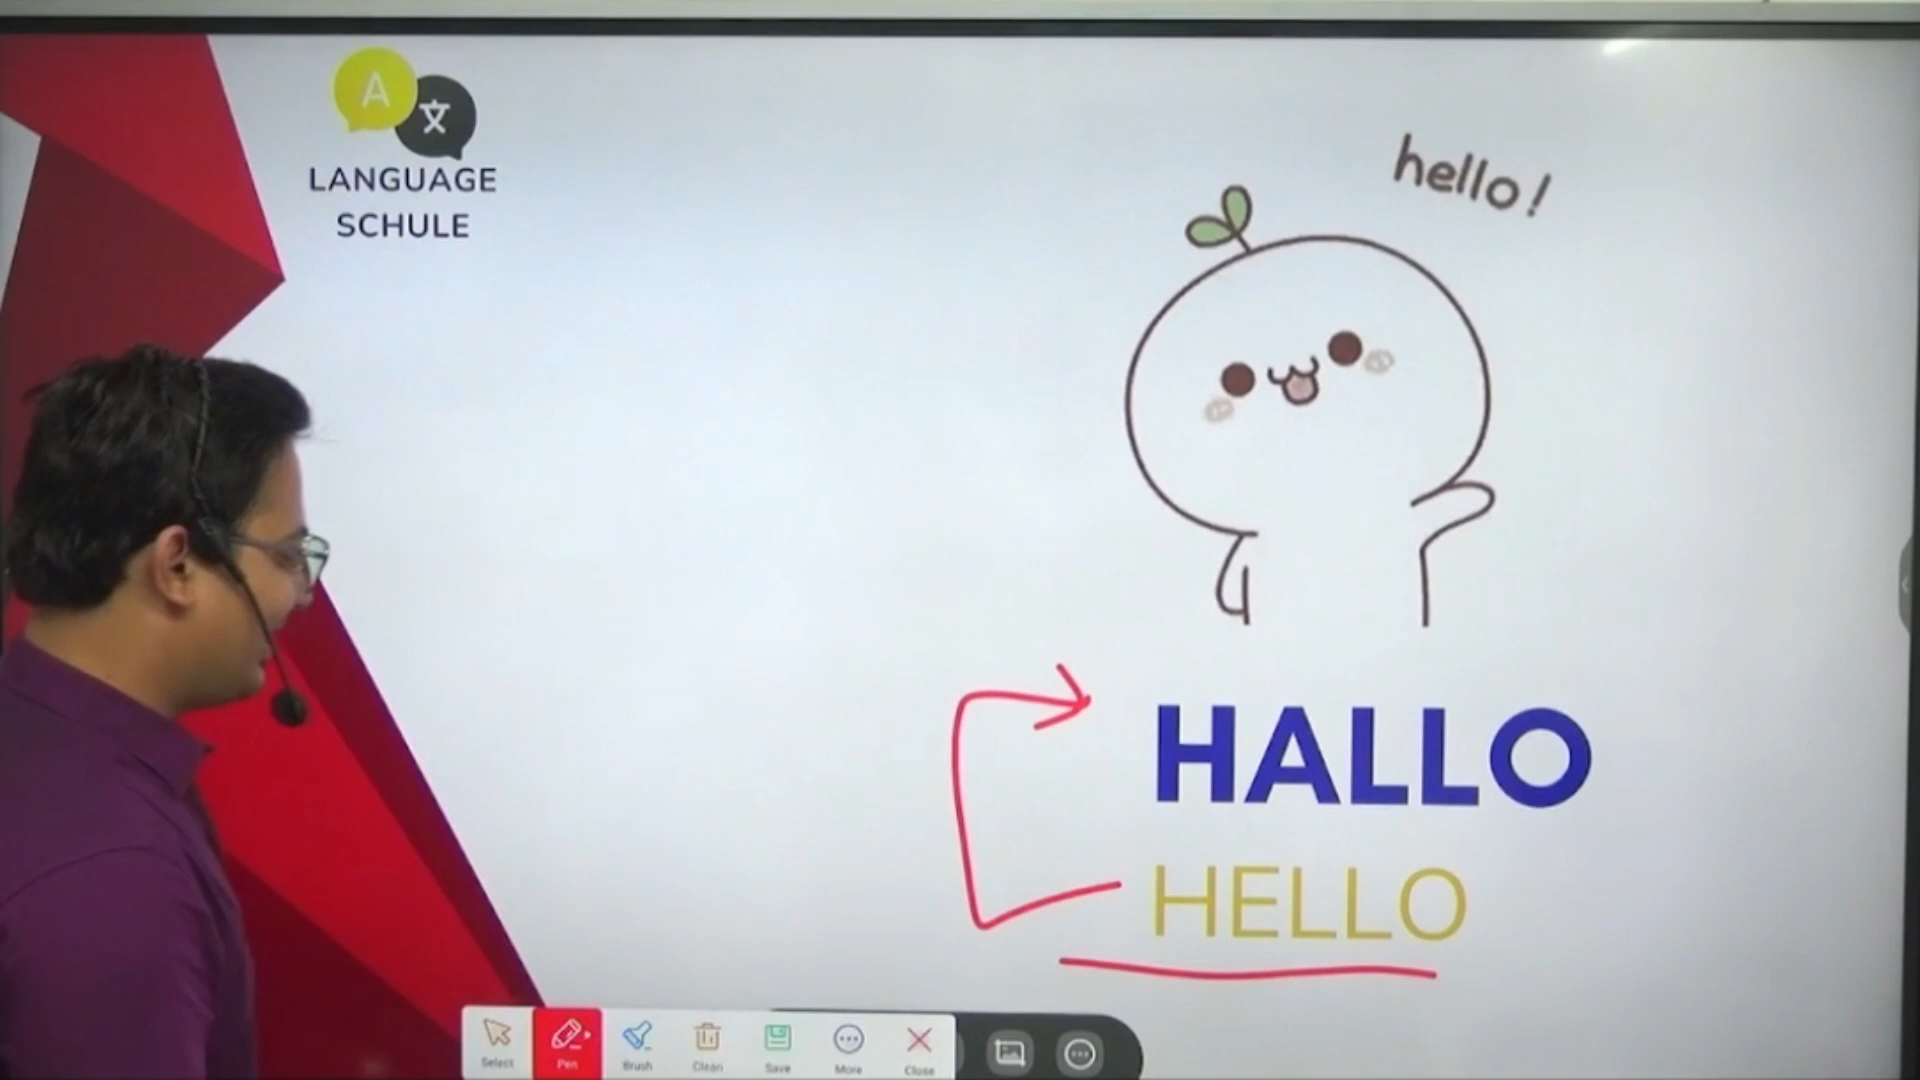 A
文
LANGUAGE
SCHULE
hello!
HALLO
HELLO
Select
Pen
Brush
Clean
Save
More
Close